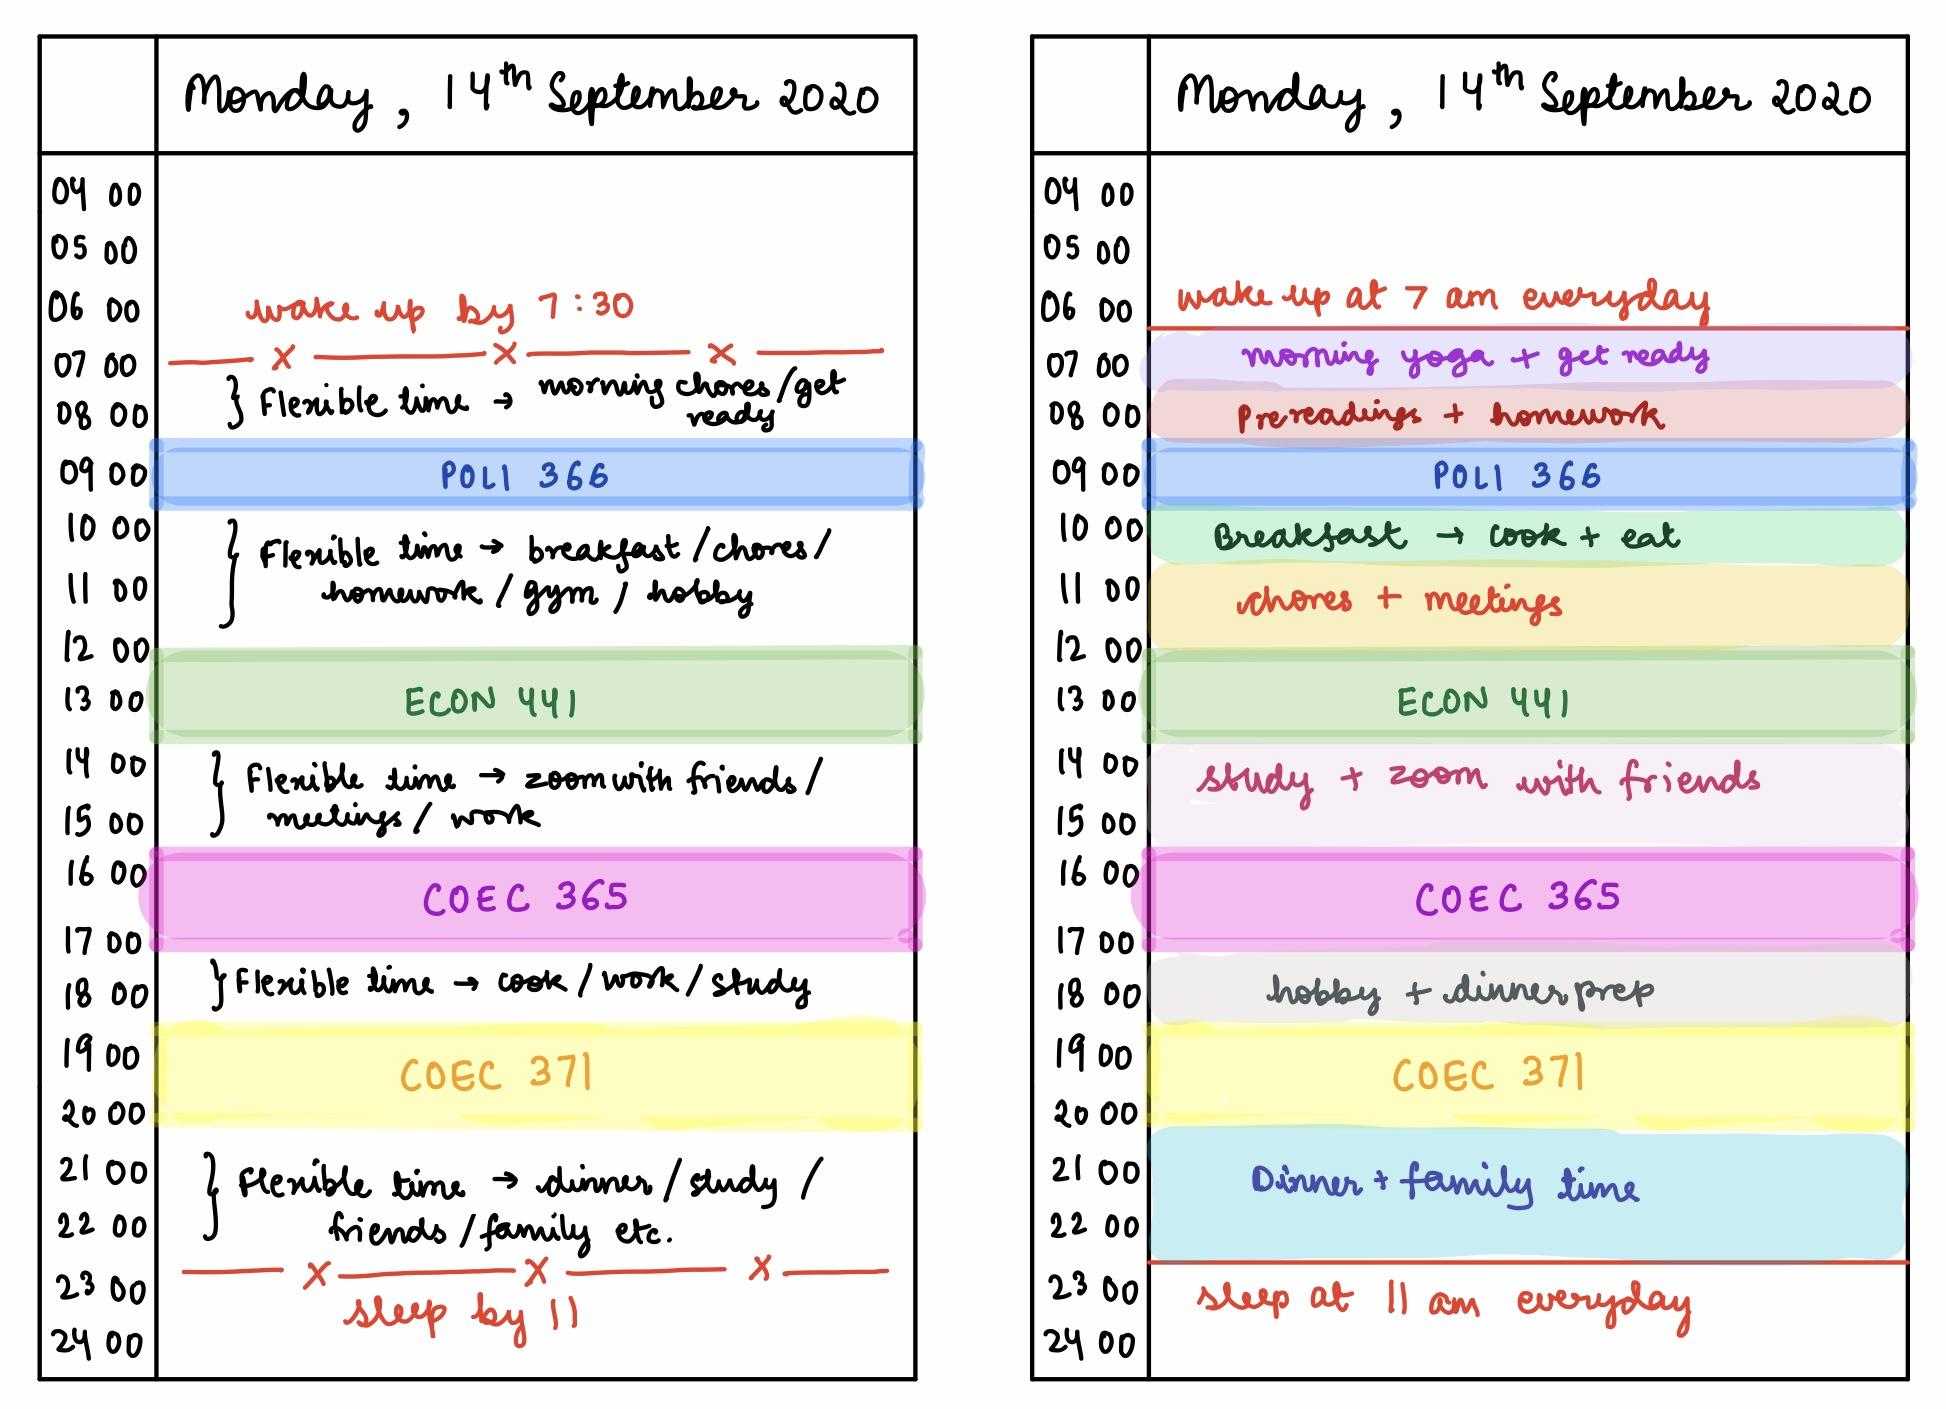 Monday, 14th September 2020
04 00
05 00
06 00
wake up by 7:30
07 00
x x x
} Flexible time → morning chores/get
ready
08 00
09 00
POLI 366
10 00
} Flexible time → breakfast/chores/
11 00
homework/gym/hobby
12 00
13 00
ECON 441
14 00
} Flexible time → zoom with friends/
15 00
meetings/work
16 00
COEC 365
17 00
18 00
} Flexible time → cook/work/study
19 00
COEC 371
20 00
21 00
} Flexible time → dinner/study/
22 00
friends/family etc.
x x x
23 00
sleep by 11
24 00
Monday, 14th September 2020
04 00
05 00
06 00
wake up at 7 am everyday
07 00
morning yoga + get ready
08 00
Prereadings + homework
09 00
POLI 366
10 00
Breakfast → cook + eat
11 00
chores + meetings
12 00
13 00
ECON 441
14 00
study + zoom with friends
15 00
16 00
COEC 365
17 00
18 00
hobby + dinner prep
19 00
COEC 371
20 00
21 00
Dinner + family time
22 00
23 00
sleep at 11 am everyday
24 00